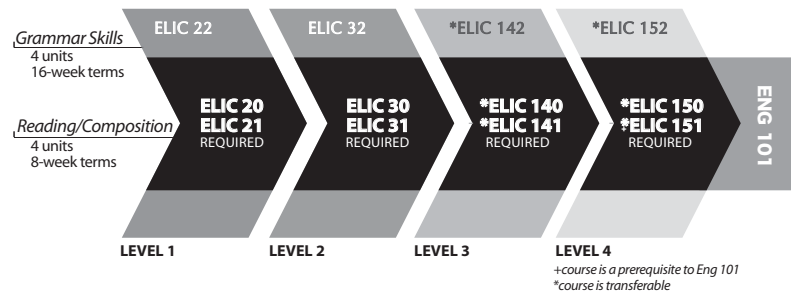 Grammar Skills
4 units
16-week terms
ELIC 22
ELIC 32
*ELIC 142
*ELIC 152
Reading/Composition
4 units
8-week terms
ELIC 20
ELIC 21
REQUIRED
ELIC 30
ELIC 31
REQUIRED
*ELIC 140
*ELIC 141
REQUIRED
*ELIC 150
‡ELIC 151
REQUIRED
ENG 101
LEVEL 1
LEVEL 2
LEVEL 3
LEVEL 4
+course is a prerequisite to Eng 101
*course is transferable